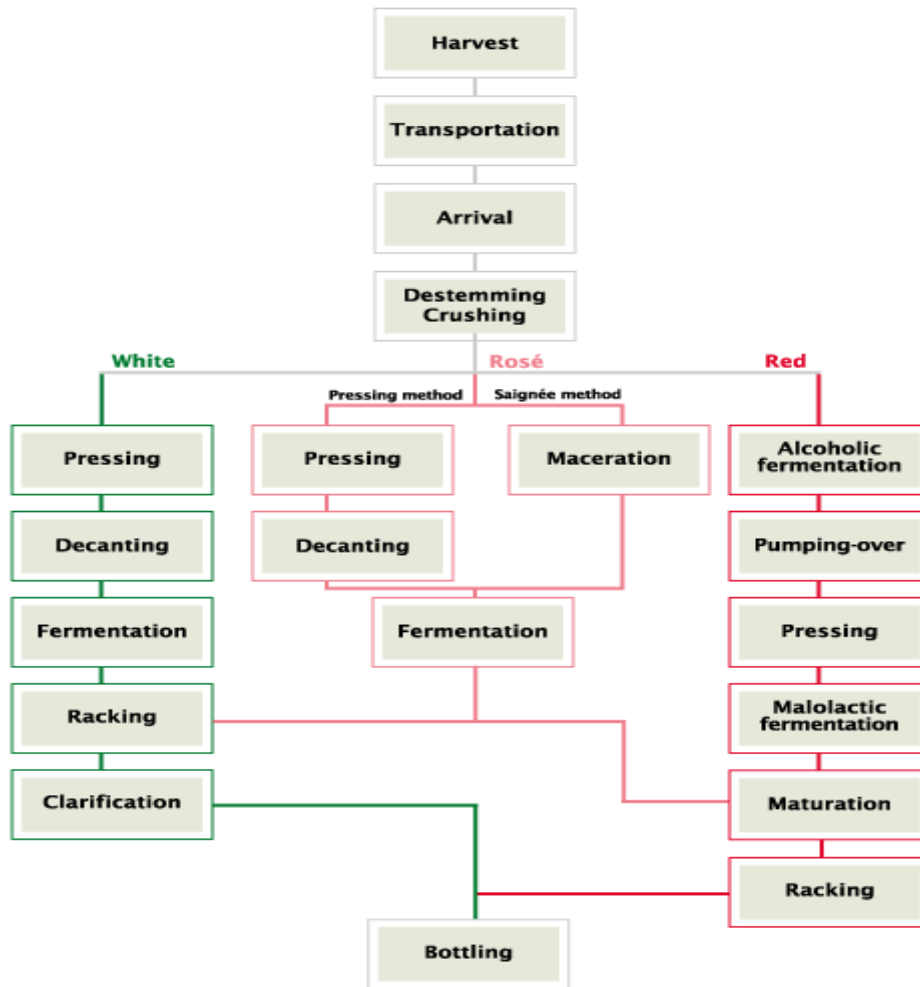 Harvest
Transportation
Arrival
Destemming
Crushing
White
Rosé
Red
Pressing method
Saignée method
Pressing
Pressing
Maceration
Alcoholic
fermentation
Decanting
Decanting
Pumping-over
Fermentation
Fermentation
Pressing
Racking
Malolactic
fermentation
Clarification
Maturation
Racking
Bottling